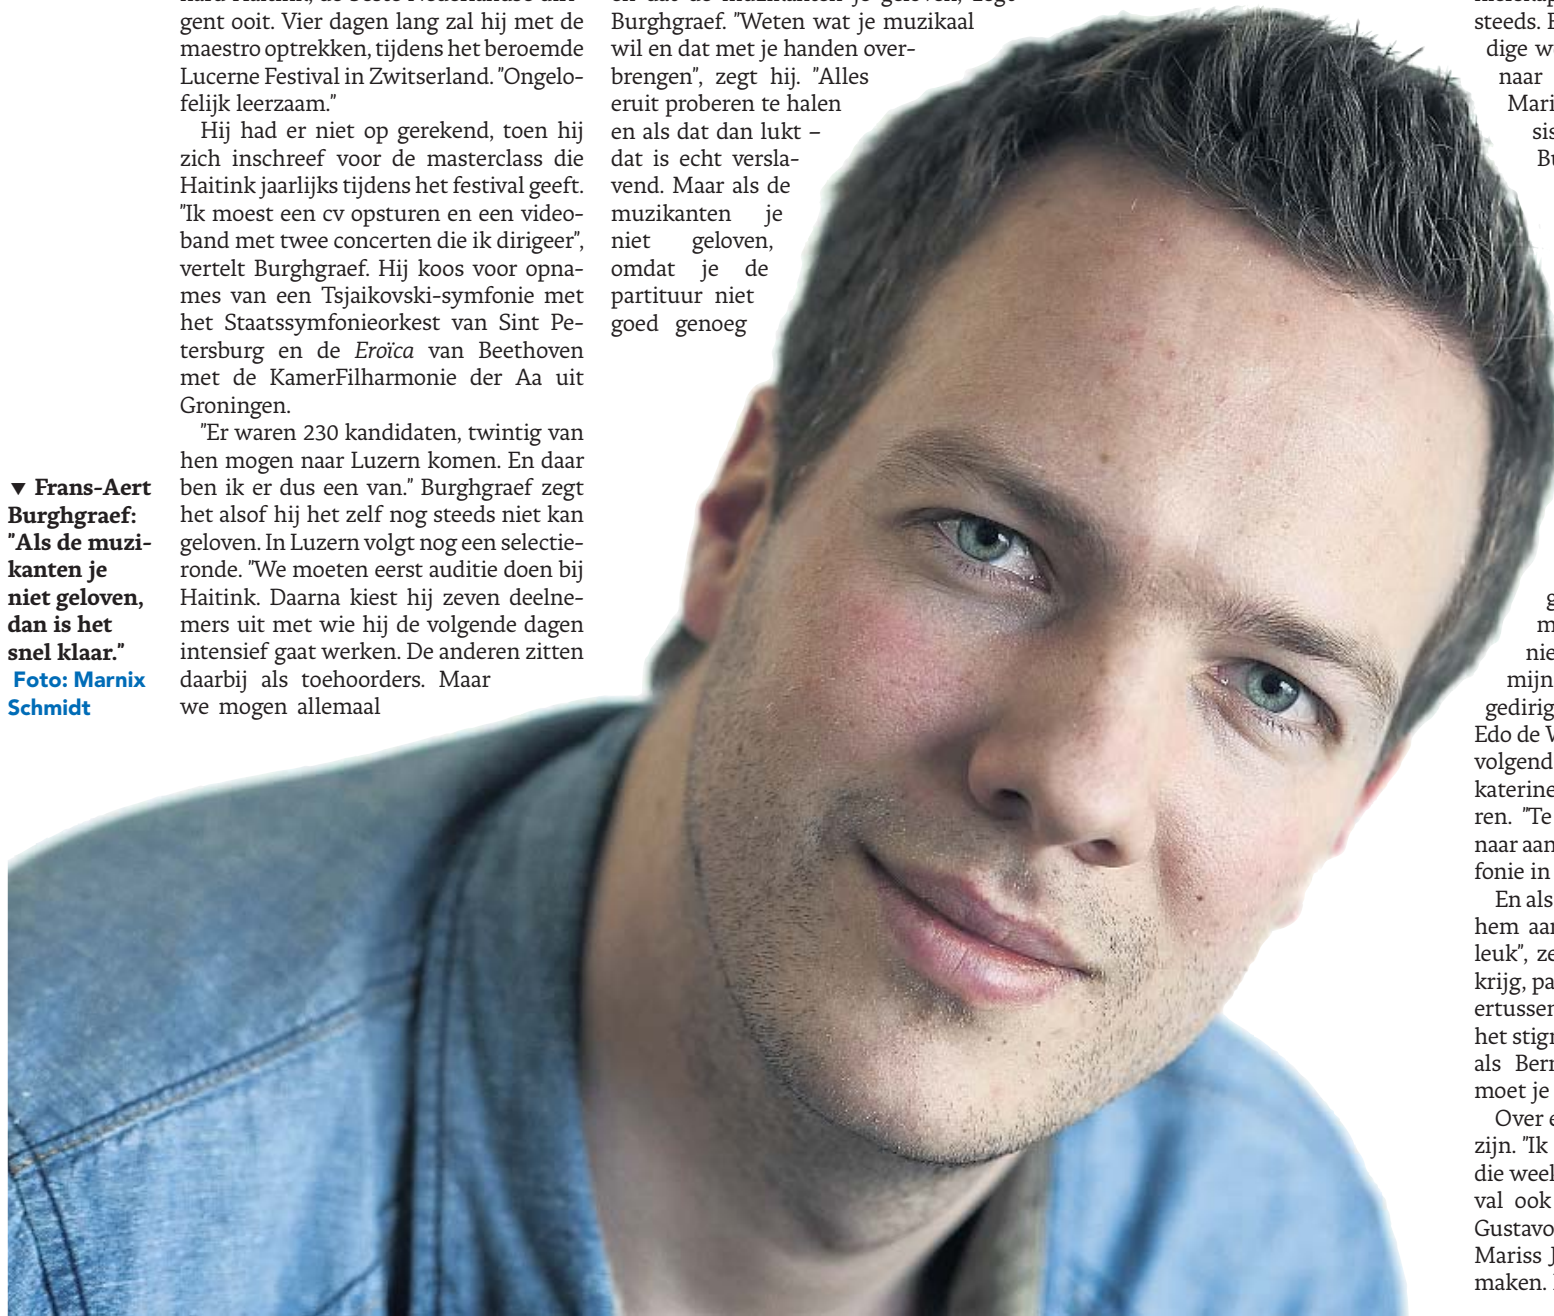 gent ooit. Vier dagen lang zal hij met de
maestro optrekken, tijdens het beroemde
Lucerne Festival in Zwitserland. "Ongelo-
felijk leerzaam."
Hij had er niet op gerekend, toen hij
zich inschreef voor de masterclass die
Haitink jaarlijks tijdens het festival geeft.
"Ik moest een cv opsturen en een video-
band met twee concerten die ik dirigeer",
vertelt Burghgraef. Hij koos voor opna-
mes van een Tsjaikovski-symfonie met
het Staatssymfonieorkest van Sint Pe-
tersburg en de Eroïca van Beethoven
met de KamerFilharmonie der Aa uit
Groningen.
"Er waren 230 kandidaten, twintig van
hen mogen naar Luzern komen. En daar
ben ik er dus een van." Burghgraef zegt
het alsof hij het zelf nog steeds niet kan
geloven. In Luzern volgt nog een selectie-
ronde. "We moeten eerst auditie doen bij
Haitink. Daarna kiest hij zeven deelne-
mers uit met wie hij de volgende dagen
intensief gaat werken. De anderen zitten
daarbij als toehoorders. Maar
we mogen allemaal
▼ Frans-Aert
Burghgraef:
"Als de muzi-
kanten je
niet geloven,
dan is het
snel klaar."
Foto: Marnix
Schmidt
Burghgraef. "Weten wat je muzikaal
wil en dat met je handen over-
brengen", zegt hij. "Alles
eruit proberen te halen
en als dat dan lukt –
dat is echt versla-
vend. Maar als de
muzikanten je
niet geloven,
omdat je de
partituur niet
goed genoeg
steeds. 
dige w
naar
Mari
sis
Bu
g
m
nie
mijn
gedirig
Edo de
volgend
katerine
ren. "Te
naar aan
fonie in
En als
hem aan
leuk", ze
krijg, pa
ertussen
het stigm
als Bern
moet je
Over e
zijn. "Ik
die week
val ook
Gustavo
Mariss J
maken.